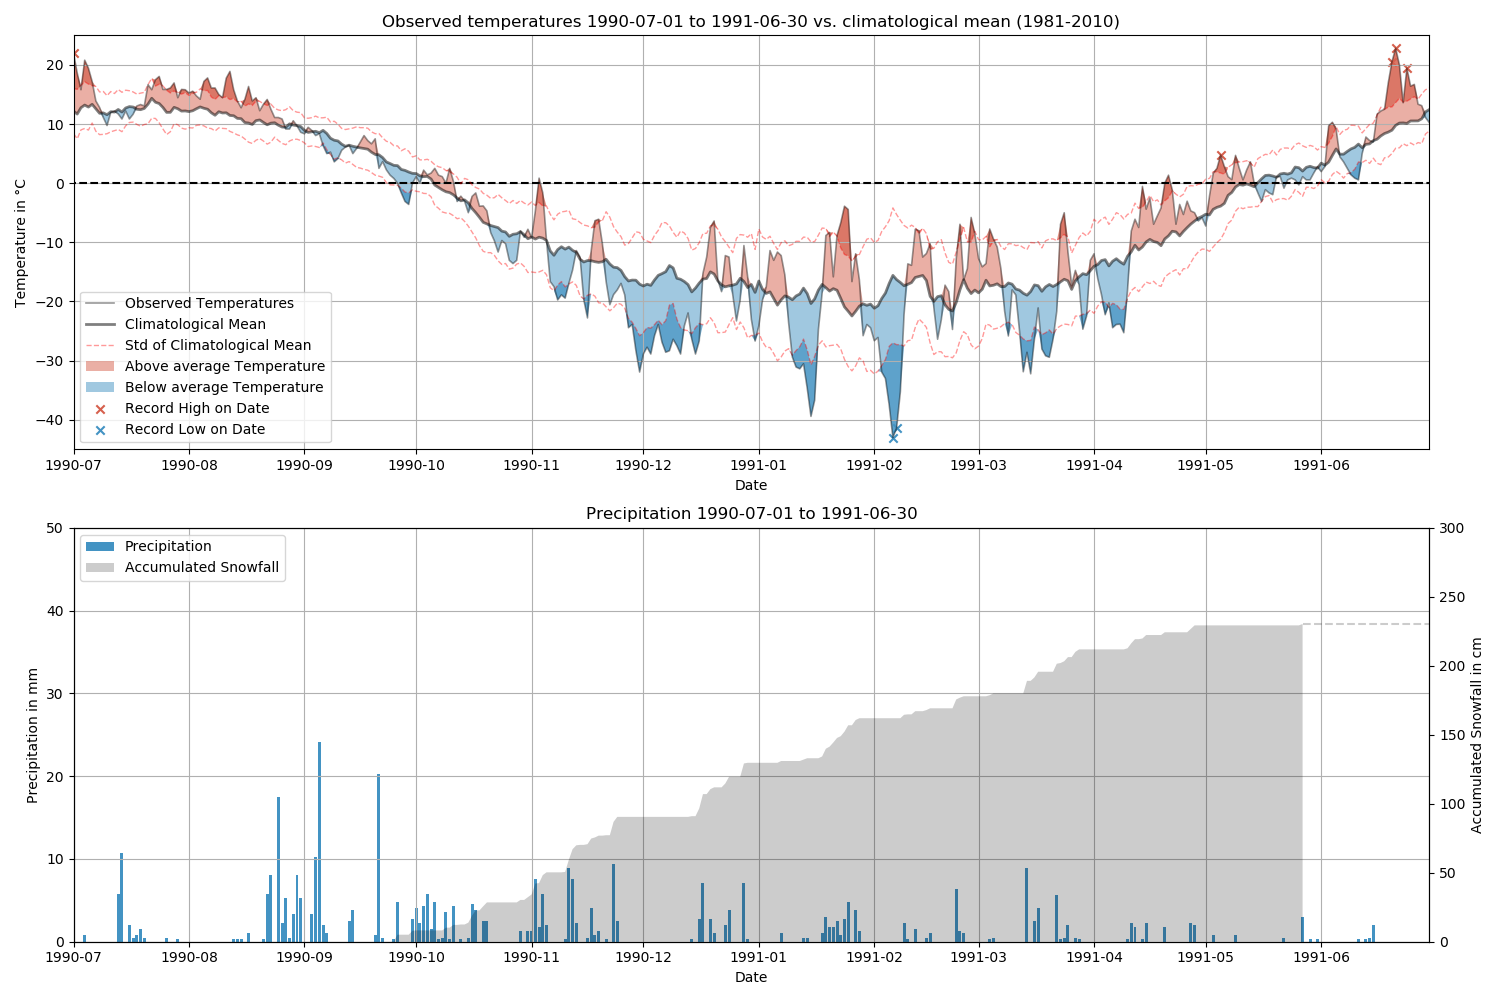 Observed temperatures 1990-07-01 to 1991-06-30 vs. climatological mean (1981-2010)
Temperature in °C
20
10
0
−10
−20
−30
−40
Observed Temperatures
Climatological Mean
Std of Climatological Mean
Above average Temperature
Below average Temperature
Record High on Date
Record Low on Date
1990-07 1990-08 1990-09 1990-10 1990-11 1990-12 1991-01 1991-02 1991-03 1991-04 1991-05 1991-06
Date
Precipitation 1990-07-01 to 1991-06-30
Precipitation in mm
50
40
30
20
10
0
Precipitation
Accumulated Snowfall
300
250
200
150
100
50
0
Accumulated Snowfall in cm
1990-07 1990-08 1990-09 1990-10 1990-11 1990-12 1991-01 1991-02 1991-03 1991-04 1991-05 1991-06
Date